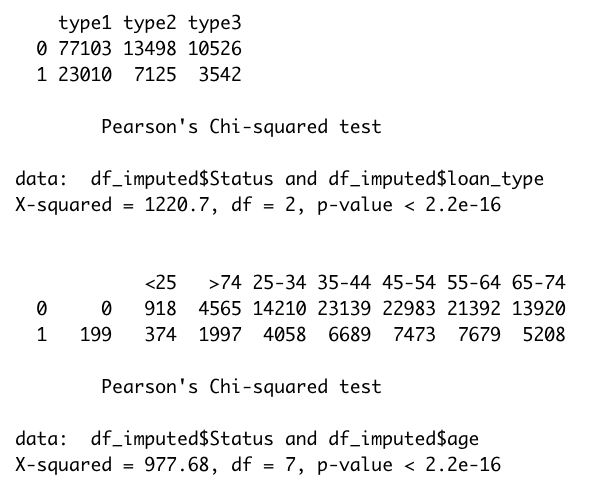 type1 type2 type3
0 77103 13498 10526
1 23010 7125 3542
Pearson's Chi-squared test
data: df_imputed$Status and df_imputed$loan_type
X-squared = 1220.7, df = 2, p-value < 2.2e-16
<25 >74 25-34 35-44 45-54 55-64 65-74
0 0 918 4565 14210 23139 22983 21392 13920
1 199 374 1997 4058 6689 7473 7679 5208
Pearson's Chi-squared test
data: df_imputed$Status and df_imputed$age
X-squared = 977.68, df = 7, p-value < 2.2e-16